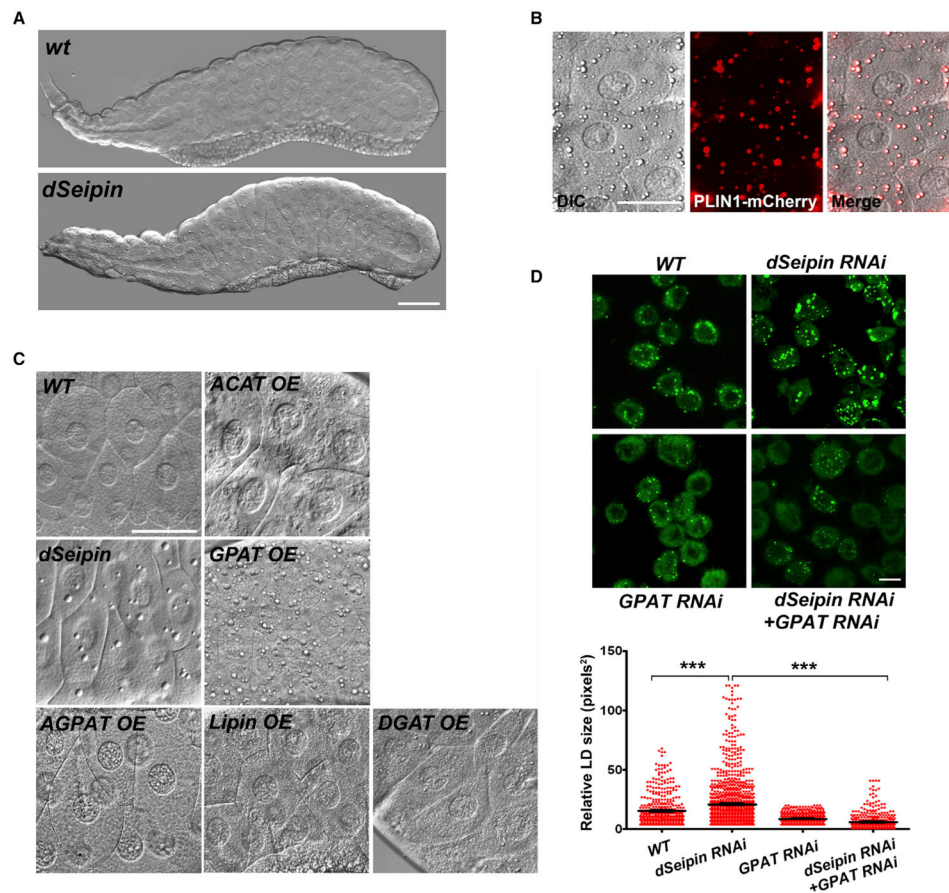 A
wt
dSeipin
B
DIC
PLIN1-mCherry
Merge
C
WT
ACAT OE
dSeipin
GPAT OE
AGPAT OE
Lipin OE
DGAT OE
D
WT
dSeipin RNAi
GPAT RNAi
dSeipin RNAi
+GPAT RNAi
***
***
Relative LD size (pixels²)
150
100
50
0
WT
dSeipin RNAi
GPAT RNAi
dSeipin RNAi
+GPAT RNAi